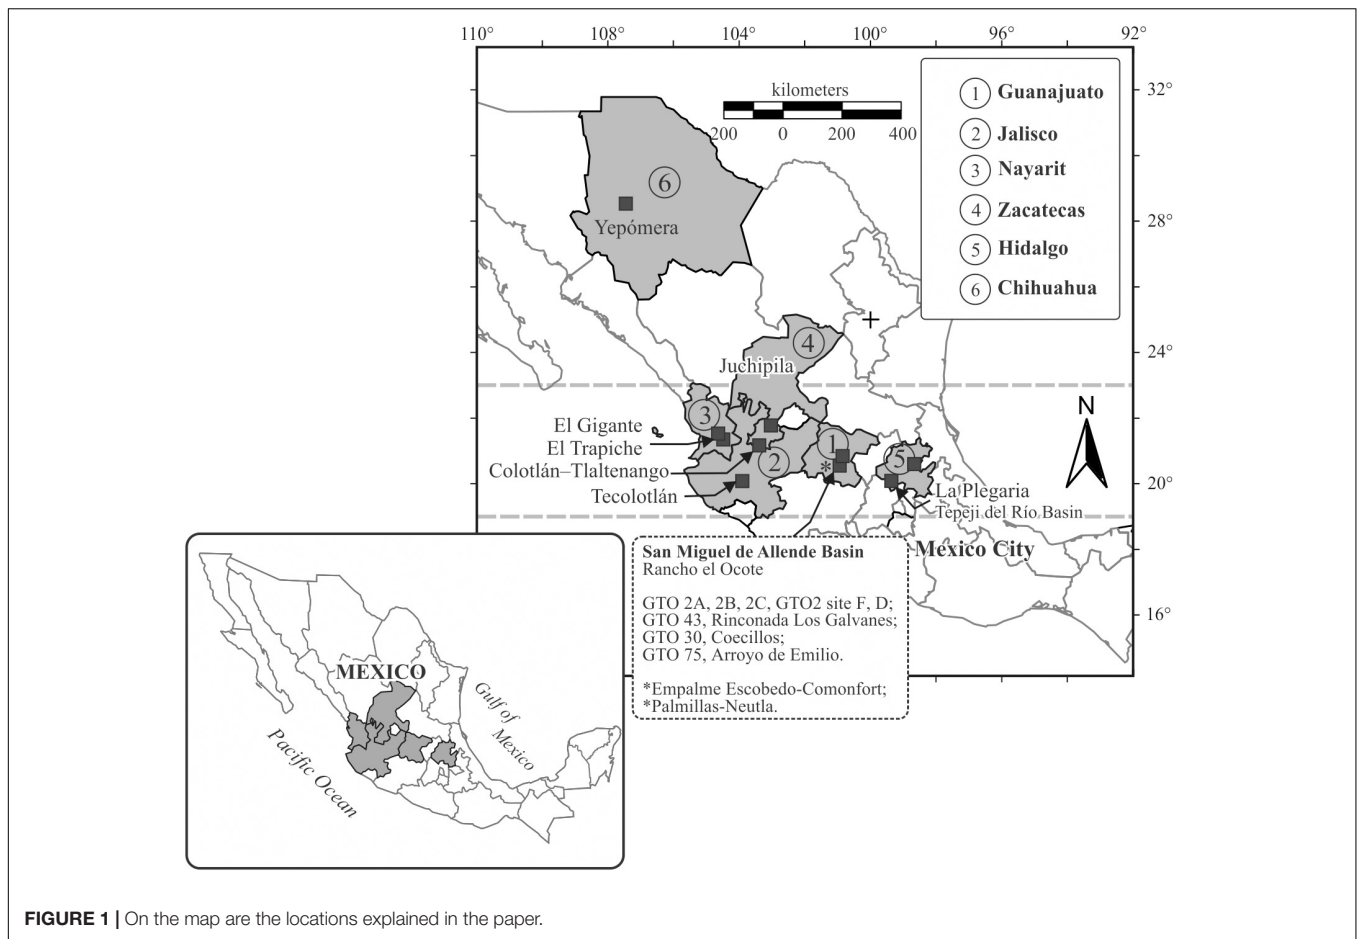 110°
108°
104°
100°
96°
92°
kilometers
200
0
200
400
1 Guanajuato
2 Jalisco
3 Nayarit
4 Zacatecas
5 Hidalgo
6 Chihuahua
32°
28°
24°
20°
16°
6
Yepómera
4
Juchipila
3
El Gigante
El Trapiche
Colotlán–Tlaltenango
Tecolotlán
2
1
*
5
N
La Plegaria
Tepeji del Río Basin
Mexico City
San Miguel de Allende Basin
Rancho el Ocote
GTO 2A, 2B, 2C, GTO2 site F, D;
GTO 43, Rinconada Los Galvanes;
GTO 30, Coecillos;
GTO 75, Arroyo de Emilio.
*Empalme Escobedo-Comonfort;
*Palmillas-Neutla.
MEXICO
Gulf of
Mexico
Pacific Ocean
FIGURE 1 | On the map are the locations explained in the paper.